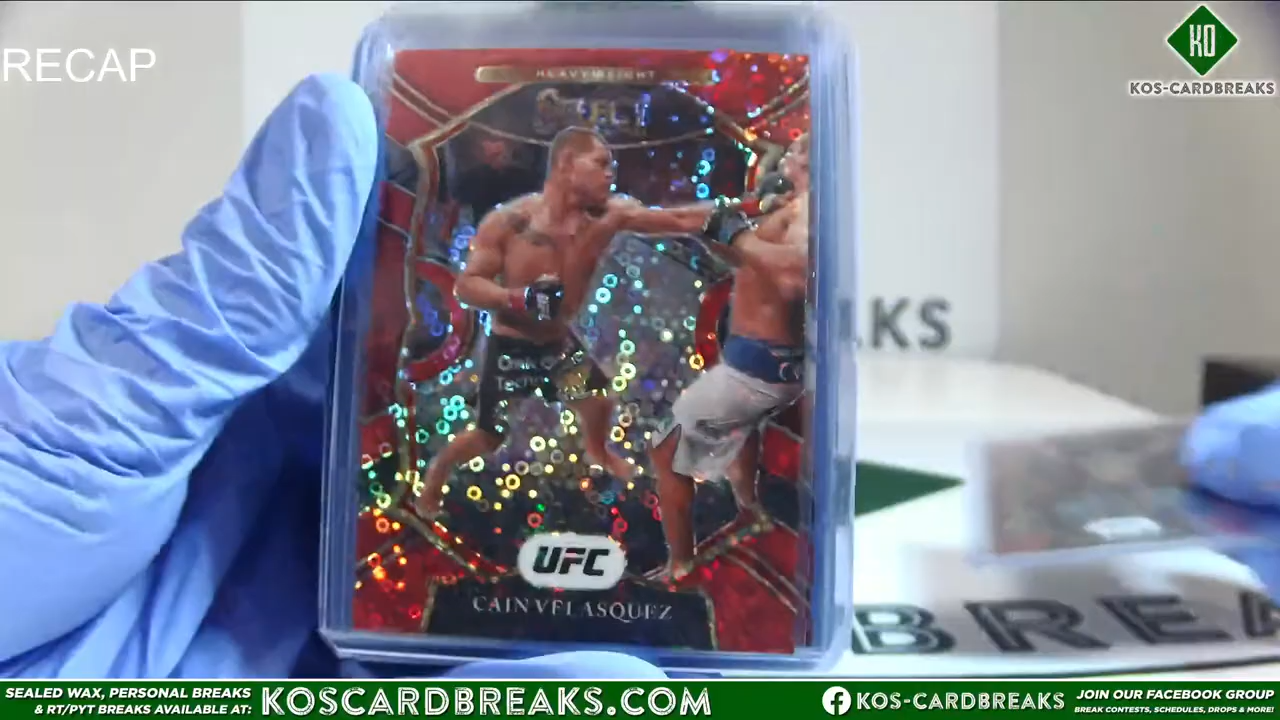 RECAP
KO
KOS-CARDBREAKS
HEAVYWEIGHT
SELECT
AKS
UFC
CAIN VELASQUEZ
BREA
SEALED WAX, PERSONAL BREAKS
& RT/PYT BREAKS AVAILABLE AT:
KOSCARDBREAKS.COM
KOS-CARDBREAKS
JOIN OUR FACEBOOK GROUP
BREAK CONTESTS, SCHEDULES, DROPS & MORE!